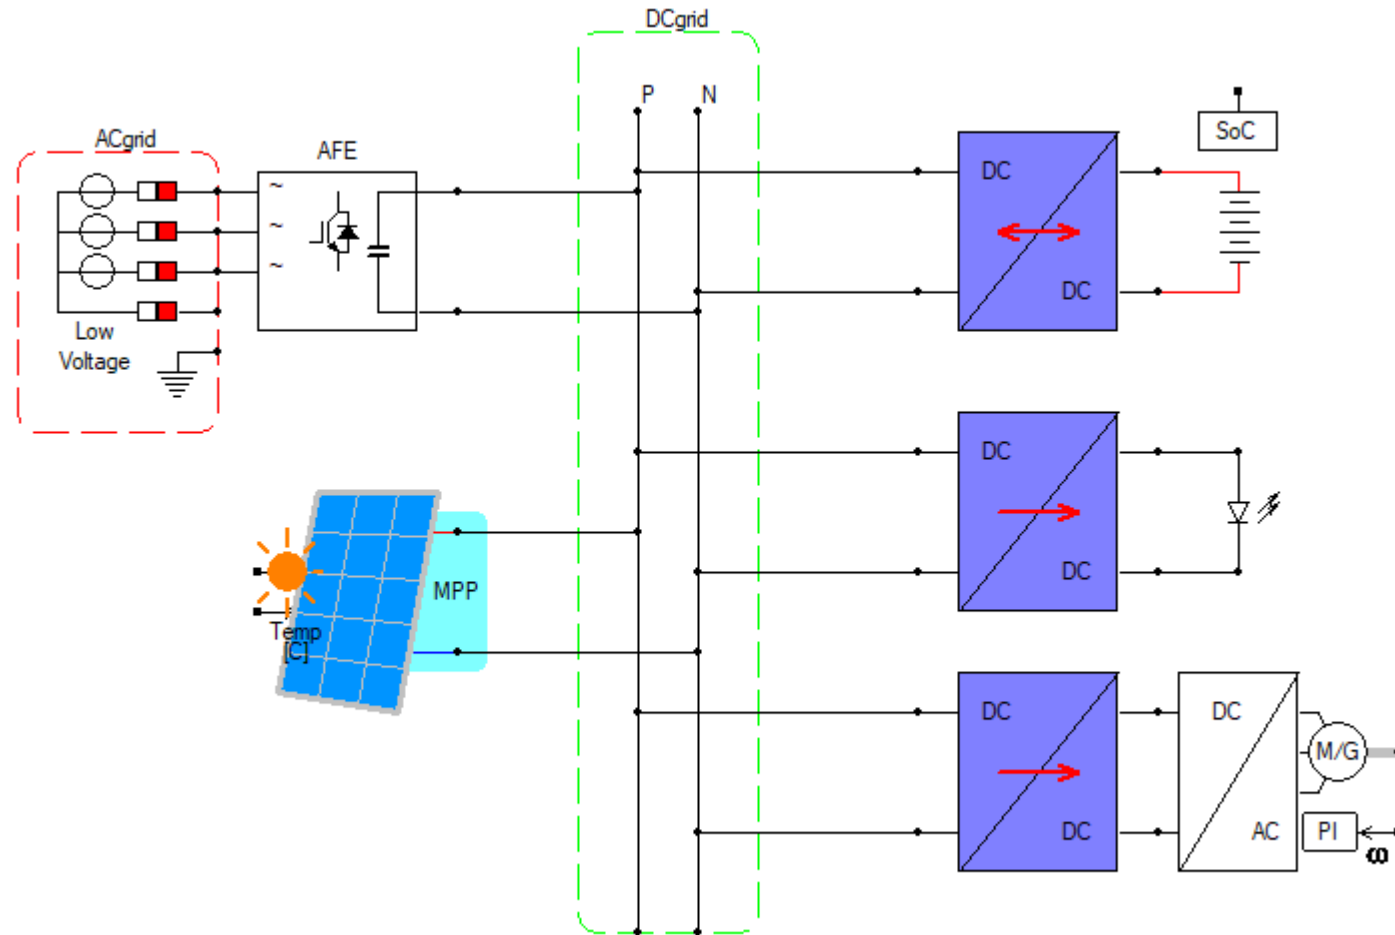 DCgrid
P N
ACgrid
AFE
~
~
~
Low
Voltage
SoC
DC
DC
DC
DC
MPP
Temp
[C]
DC
DC
DC
AC
M/G
PI
ω